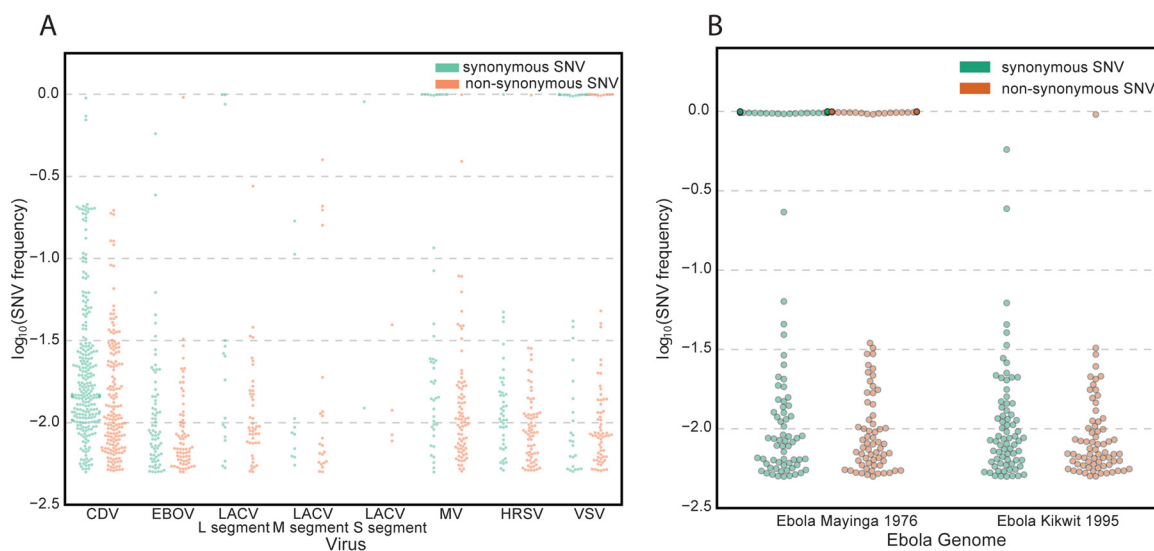 A
synonymous SNV
non-synonymous SNV
log10(SNV frequency)
0.0
−0.5
−1.0
−1.5
−2.0
−2.5
CDV EBOV LACV LACV LACV MV HRSV VSV
L segment M segment S segment
Virus
B
synonymous SNV
non-synonymous SNV
log10(SNV frequency)
0.0
−0.5
−1.0
−1.5
−2.0
−2.5
Ebola Mayinga 1976 Ebola Kikwit 1995
Ebola Genome